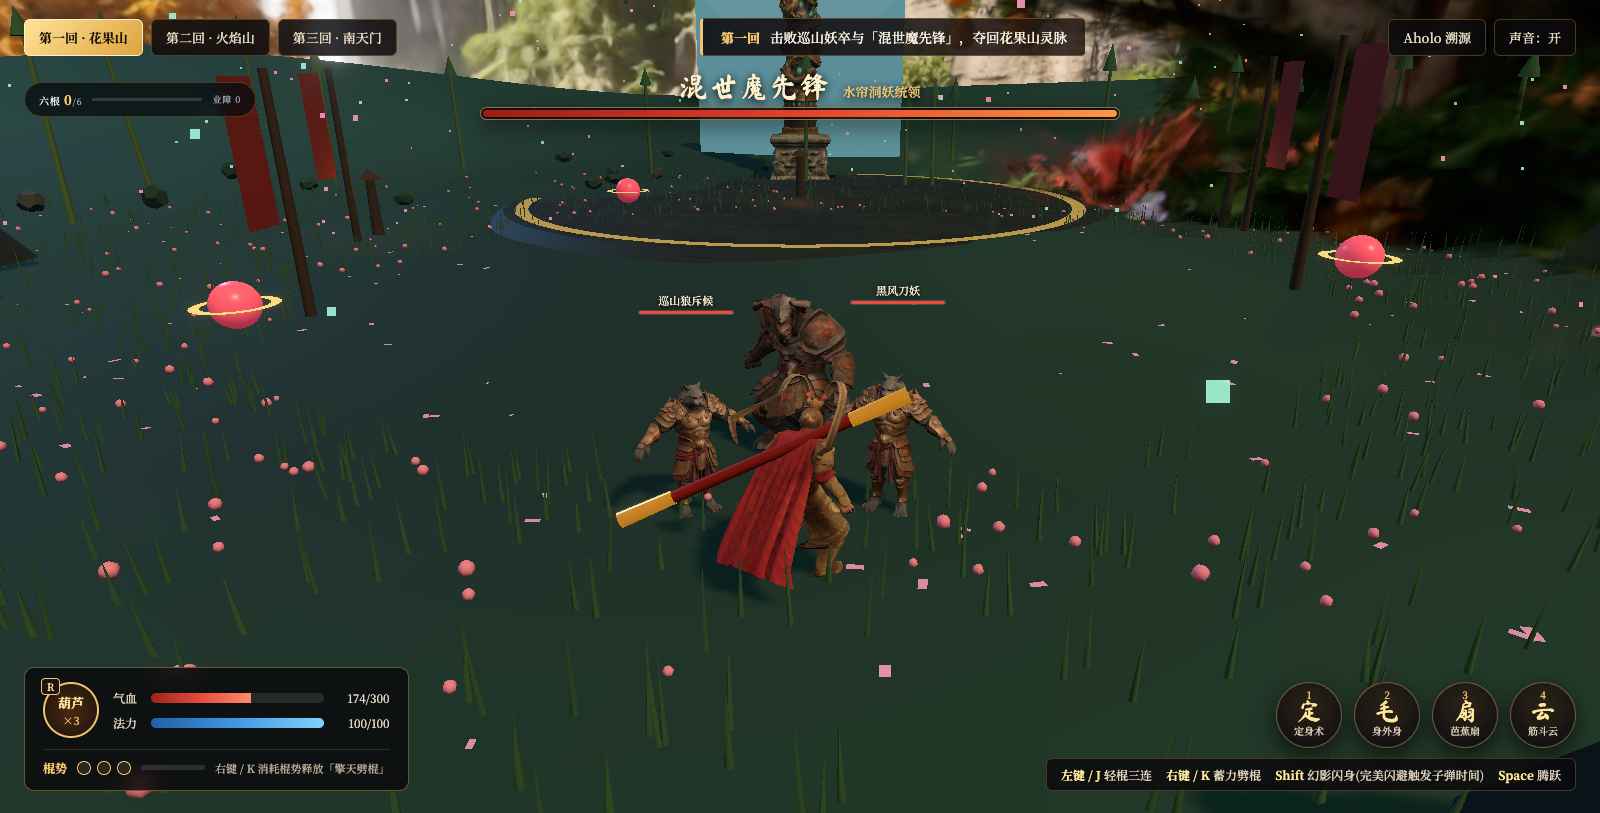 第一回 · 花果山
第二回 · 火焰山
第三回 · 南天门
第一回 击败巡山妖卒与「混世魔先锋」，夺回花果山灵脉
Aholo 溯源
声音：开
六根 0/6 业障 0
混世魔先锋 水帘洞妖统领
巡山狼斥候
黑风刀妖
R
葫芦
×3
气血 174/300
法力 100/100
棍势 右键 / K 消耗棍势释放「擎天劈棍」
1
定
定身术
2
毛
身外身
3
扇
芭蕉扇
4
云
筋斗云
左键 / J 轻棍三连 右键 / K 蓄力劈棍 Shift 幻影闪身(完美闪避触发子弹时间) Space 腾跃